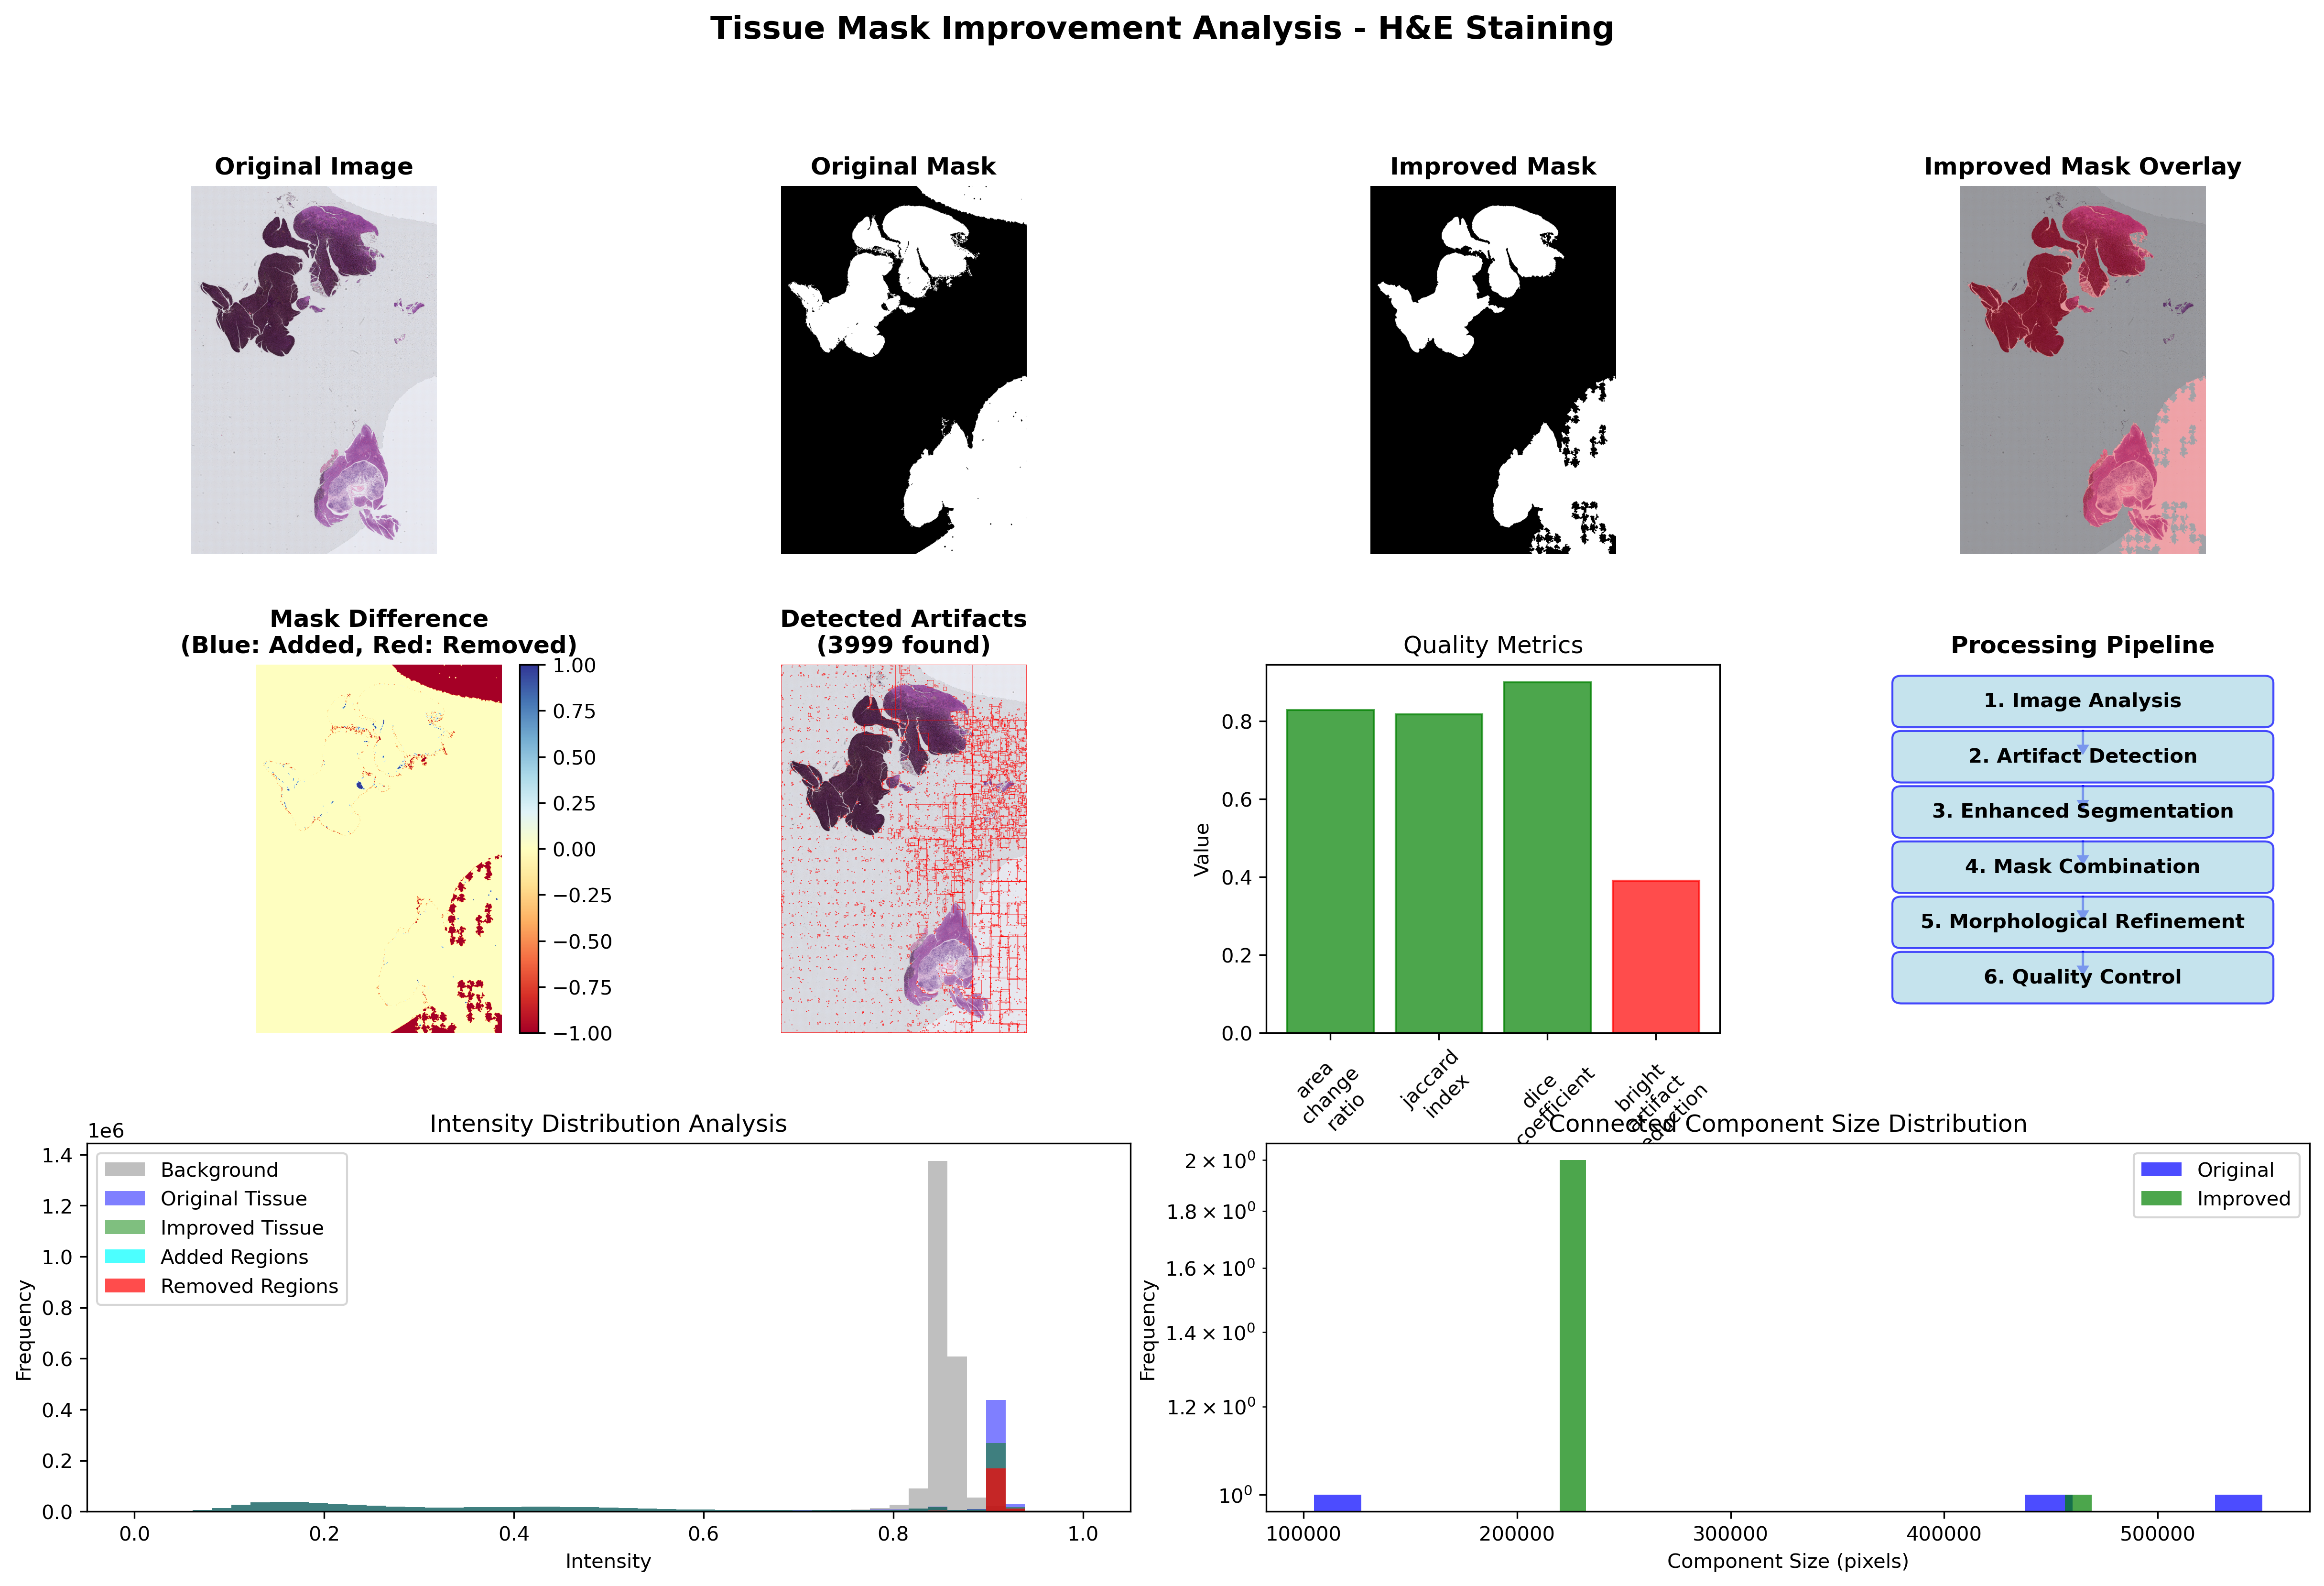 Tissue Mask Improvement Analysis - H&E Staining
Original Image
Original Mask
Improved Mask
Improved Mask Overlay
Mask Difference
(Blue: Added, Red: Removed)
1.00
0.75
0.50
0.25
0.00
−0.25
−0.50
−0.75
−1.00
Detected Artifacts
(3999 found)
Quality Metrics
Value
0.8
0.6
0.4
0.2
0.0
area
change
ratio
jaccard
index
dice
coefficient
bright
artifact
Processing Pipeline
1. Image Analysis
2. Artifact Detection
3. Enhanced Segmentation
4. Mask Combination
5. Morphological Refinement
6. Quality Control
Intensity Distribution Analysis
1e6
Frequency
1.4
1.2
1.0
0.8
0.6
0.4
0.2
0.0
Background
Original Tissue
Improved Tissue
Added Regions
Removed Regions
0.0 0.2 0.4 0.6 0.8 1.0
Intensity
Connected Component Size Distribution
Frequency
2 × 10⁰
1.8 × 10⁰
1.6 × 10⁰
1.4 × 10⁰
1.2 × 10⁰
10⁰
Original
Improved
100000 200000 300000 400000 500000
Component Size (pixels)